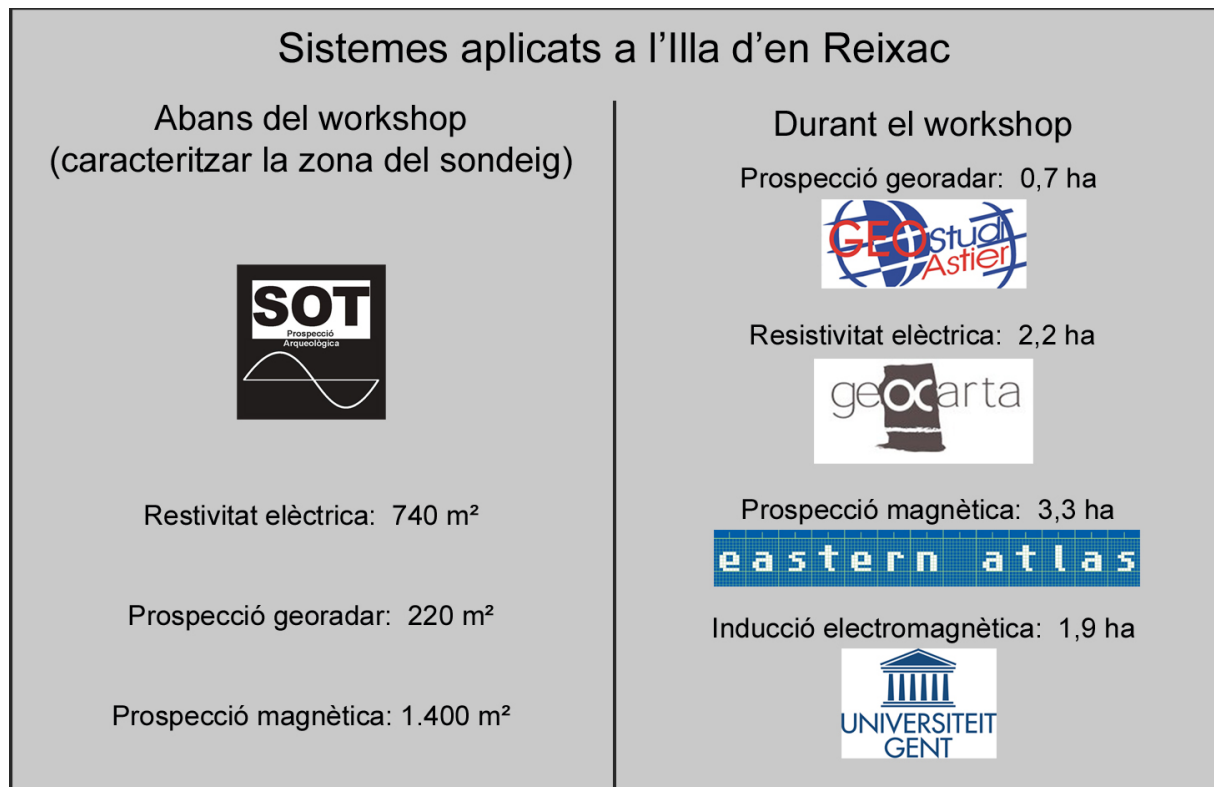 Sistemes aplicats a l’Illa d’en Reixac
Abans del workshop
(caracteritzar la zona del sondeig)
SOT
Prospecció
Arqueològica
Restivitat elèctrica: 740 m²
Prospecció georadar: 220 m²
Prospecció magnètica: 1.400 m²
Durant el workshop
Prospecció georadar: 0,7 ha
GEOstudi
Astier
Resistivitat elèctrica: 2,2 ha
geocarta
Prospecció magnètica: 3,3 ha
eastern atlas
Inducció electromagnètica: 1,9 ha
UNIVERSITEIT
GENT